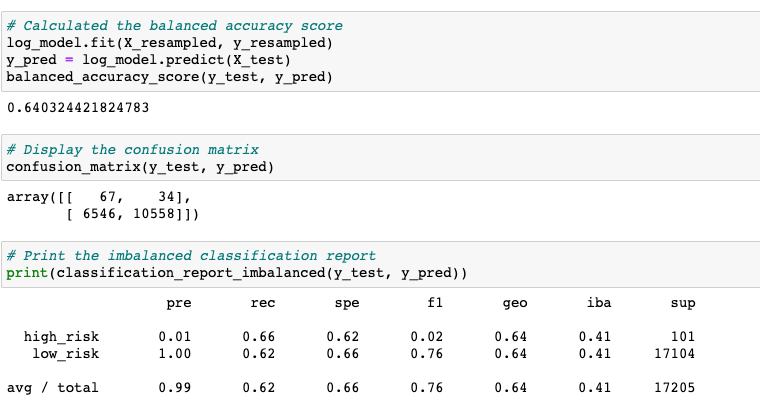 # Calculated the balanced accuracy score
log_model.fit(X_resampled, y_resampled)
y_pred = log_model.predict(X_test)
balanced_accuracy_score(y_test, y_pred)
0.640324421824783
# Display the confusion matrix
confusion_matrix(y_test, y_pred)
array([[   67,    34],
       [ 6546, 10558]])
# Print the imbalanced classification report
print(classification_report_imbalanced(y_test, y_pred))
pre rec spe f1 geo iba sup
high_risk 0.01 0.66 0.62 0.02 0.64 0.41 101
low_risk 1.00 0.62 0.66 0.76 0.64 0.41 17104
avg / total 0.99 0.62 0.66 0.76 0.64 0.41 17205